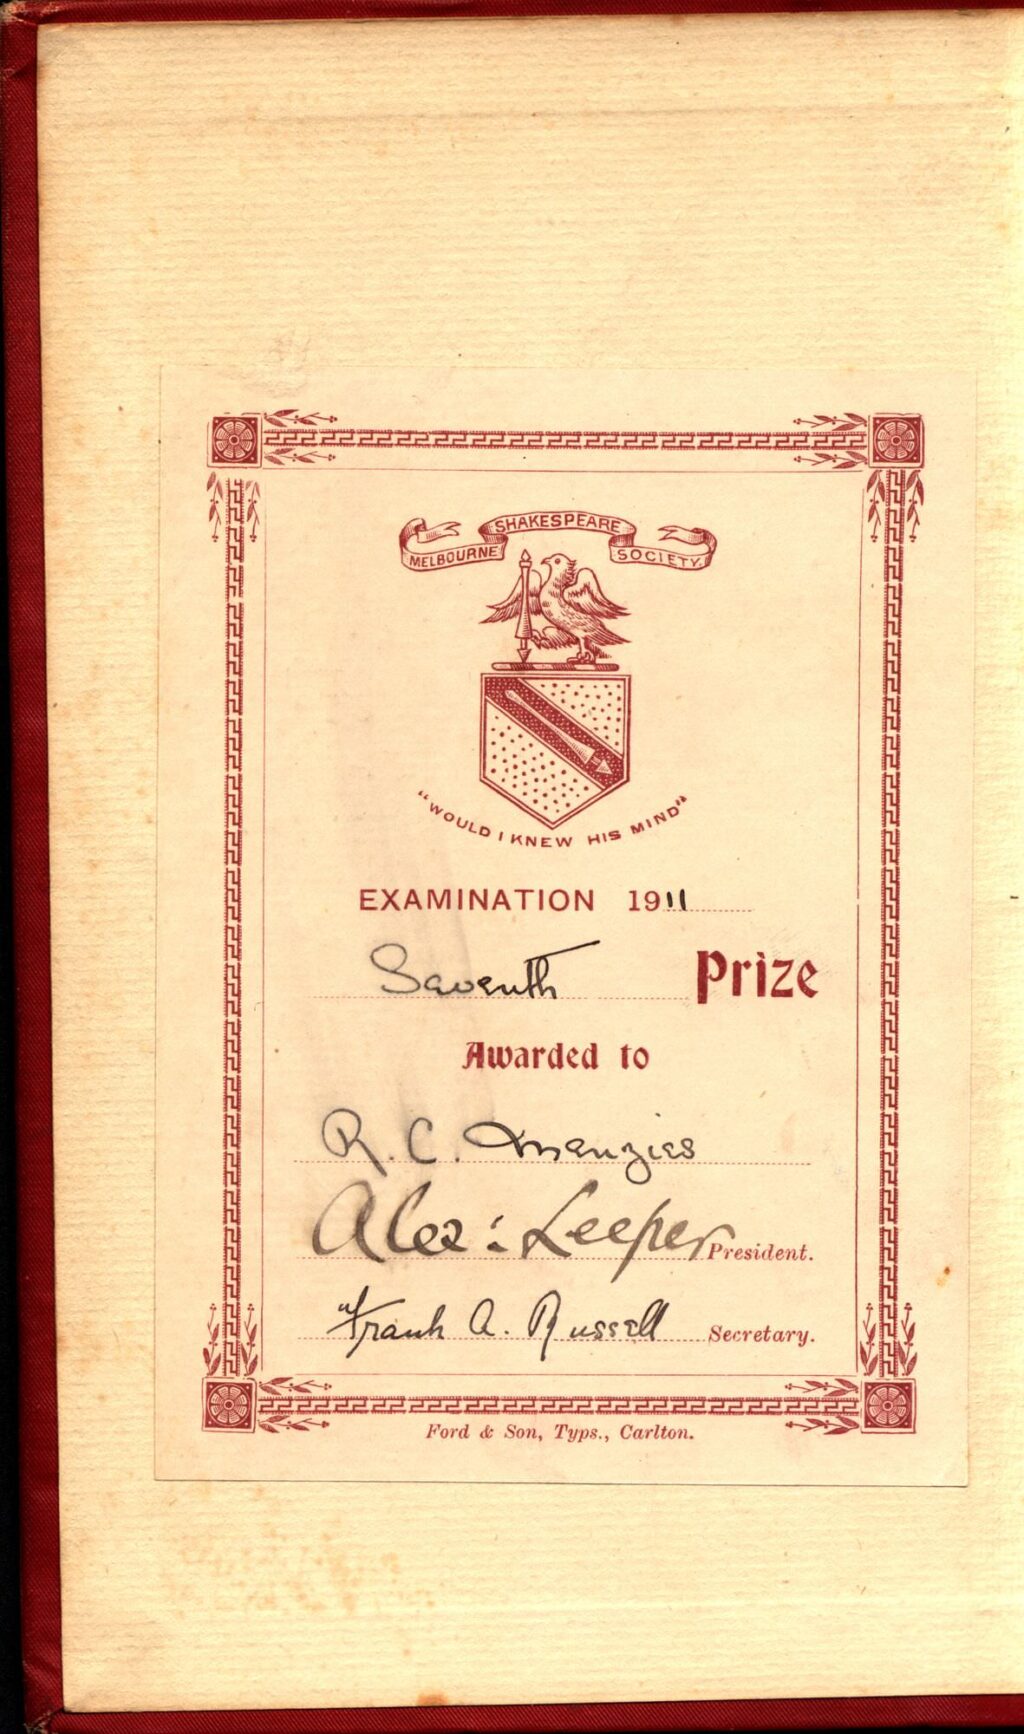 MELBOURNE SHAKESPEARE SOCIETY.
"WOULD I KNEW HIS MIND"
EXAMINATION 1911
Seventh Prize
Awarded to
R. C. Menzies
Alex: Leeper President.
Frank A. Russell Secretary.
Ford & Son, Typs., Carlton.